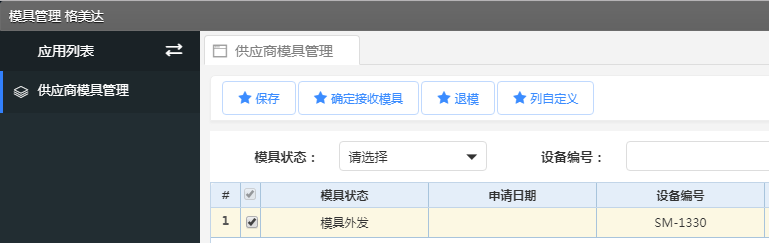 模具管理 格美达
应用列表
供应商模具管理
供应商模具管理
保存 确定接收模具 退模 列自定义
模具状态： 请选择 设备编号：
# 模具状态 申请日期 设备编号
1 模具外发 SM-1330